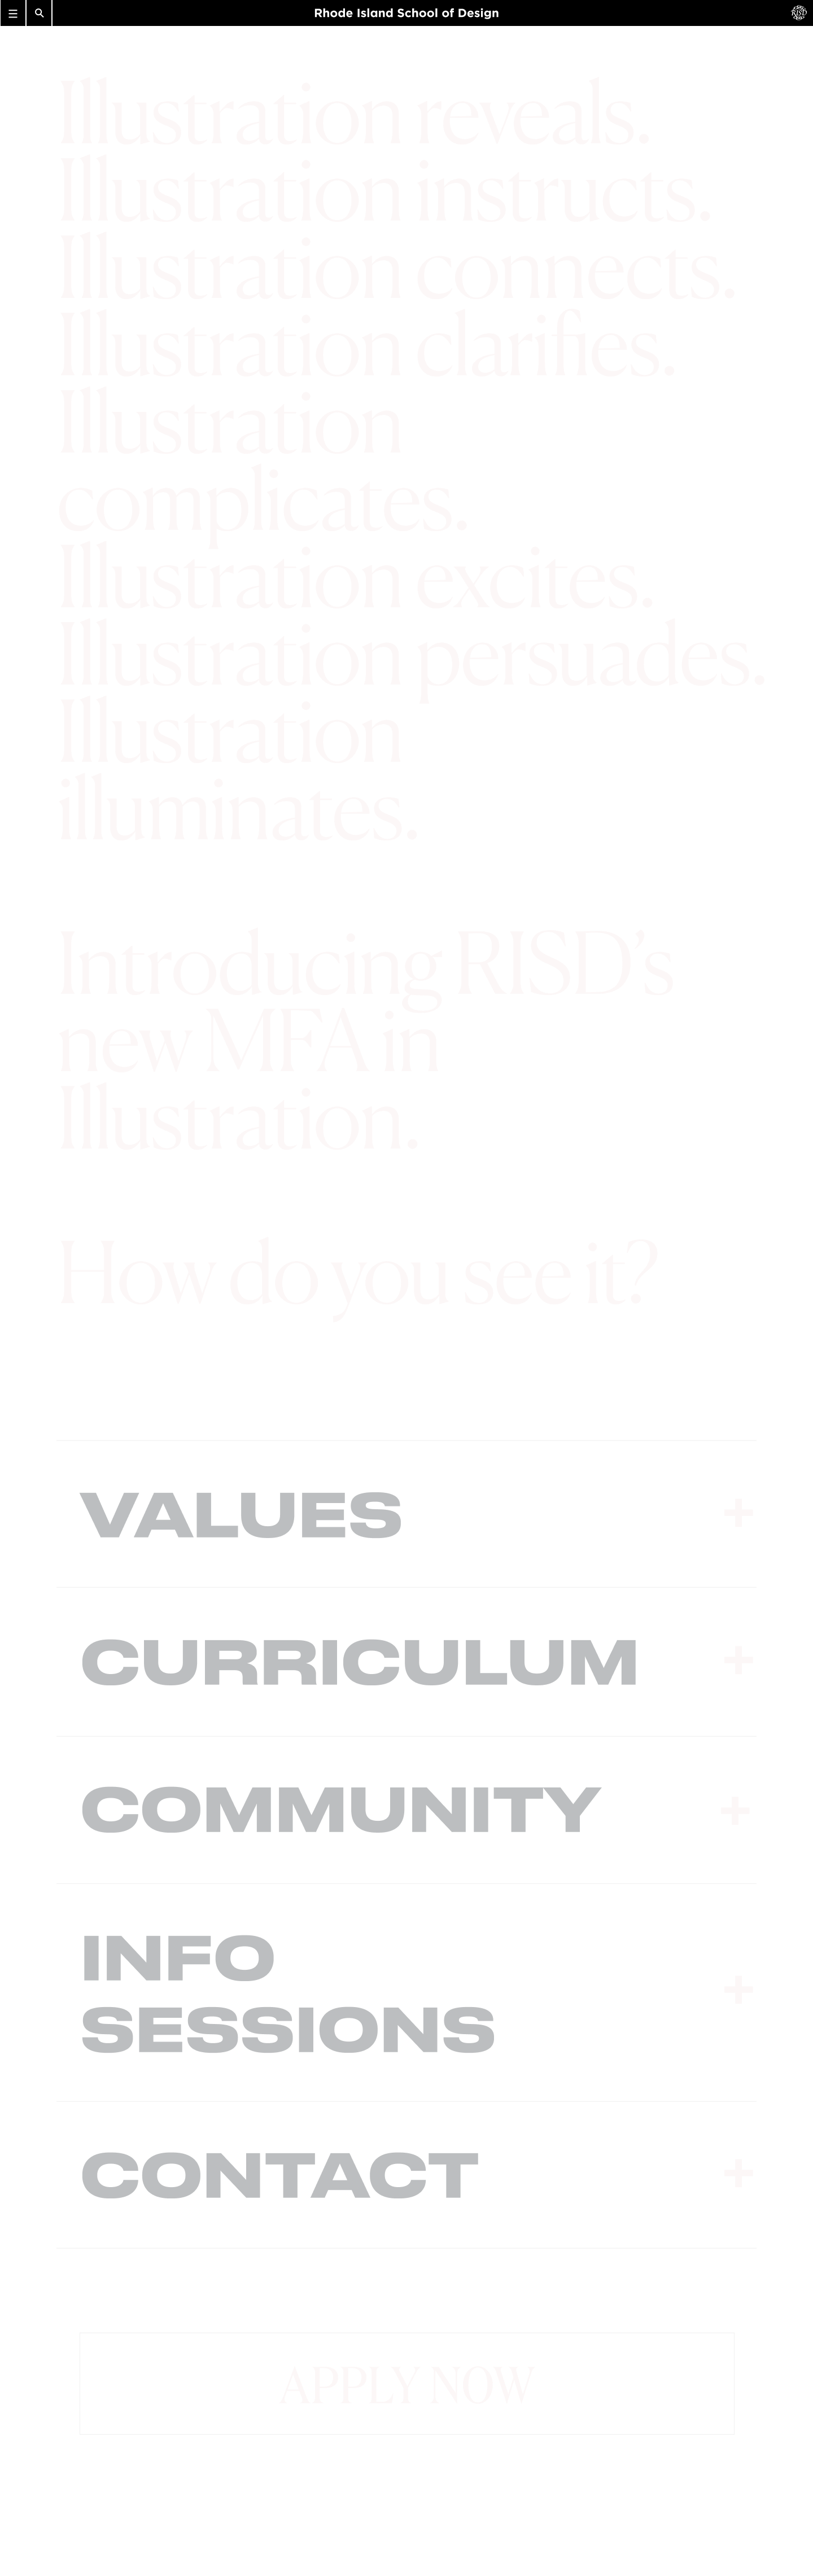 Rhode Island School of Design
RISD
Illustration reveals.
Illustration instructs.
Illustration connects.
Illustration clarifies.
Illustration
complicates.
Illustration excites.
Illustration persuades.
Illustration
illuminates.
Introducing RISD’s
new MFA in
Illustration.
How do you see it?
VALUES +
CURRICULUM +
COMMUNITY +
INFO
SESSIONS +
CONTACT +
APPLY NOW